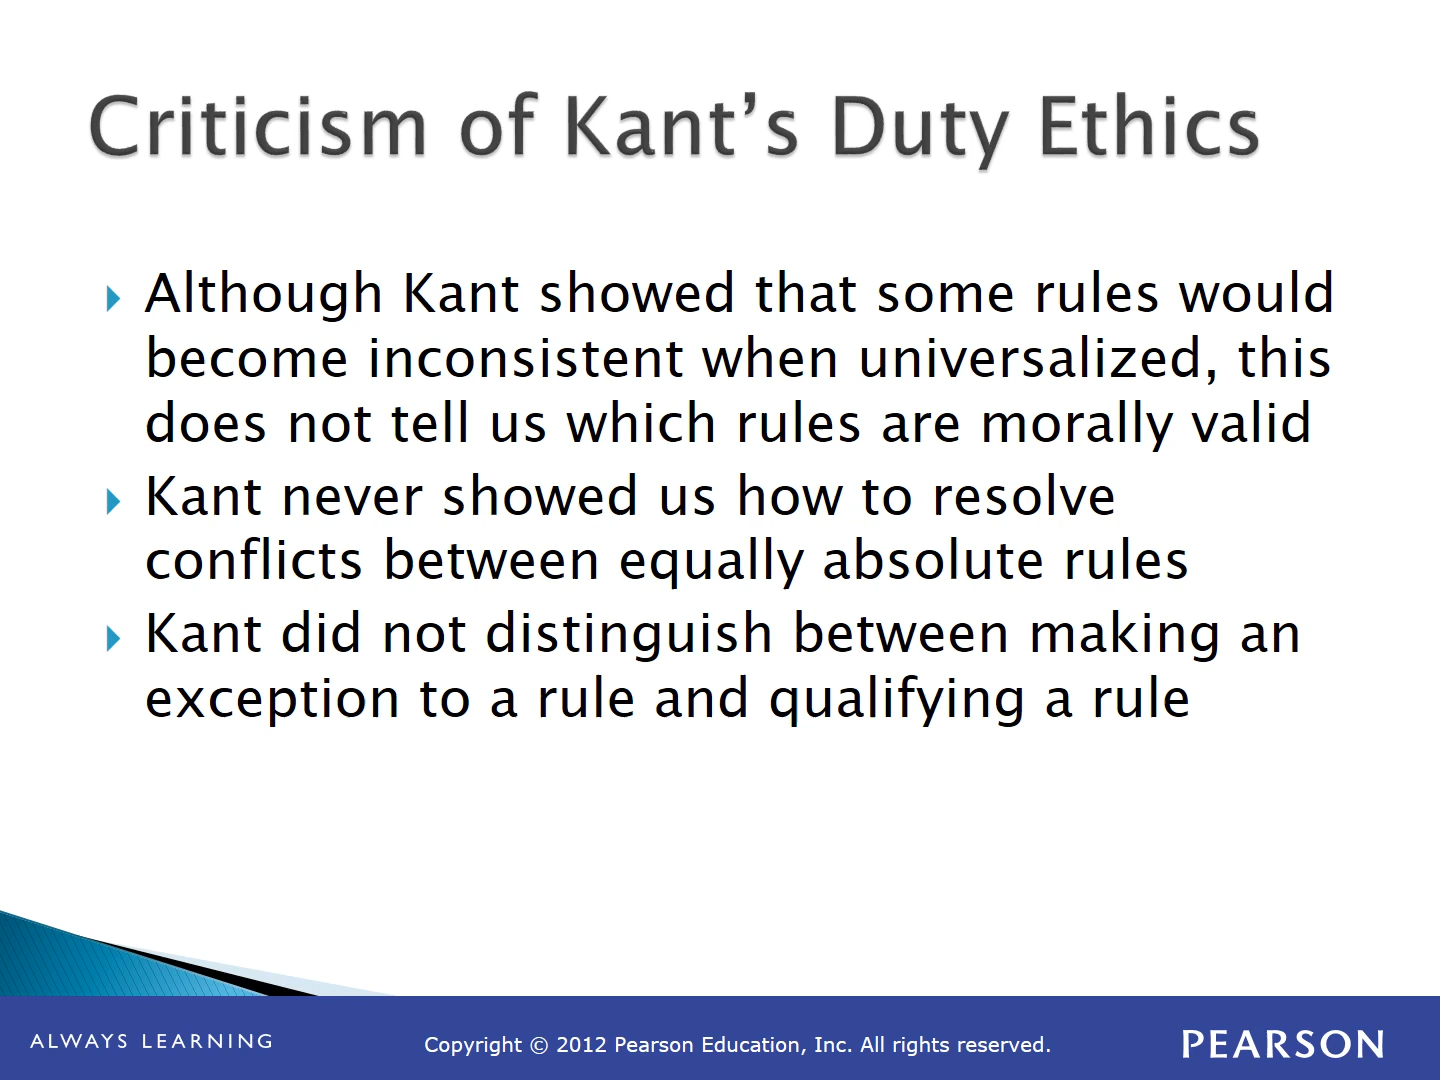 Criticism of Kant’s Duty Ethics
Although Kant showed that some rules would
become inconsistent when universalized, this
does not tell us which rules are morally valid
Kant never showed us how to resolve
conflicts between equally absolute rules
Kant did not distinguish between making an
exception to a rule and qualifying a rule
ALWAYS LEARNING
Copyright © 2012 Pearson Education, Inc. All rights reserved.
PEARSON